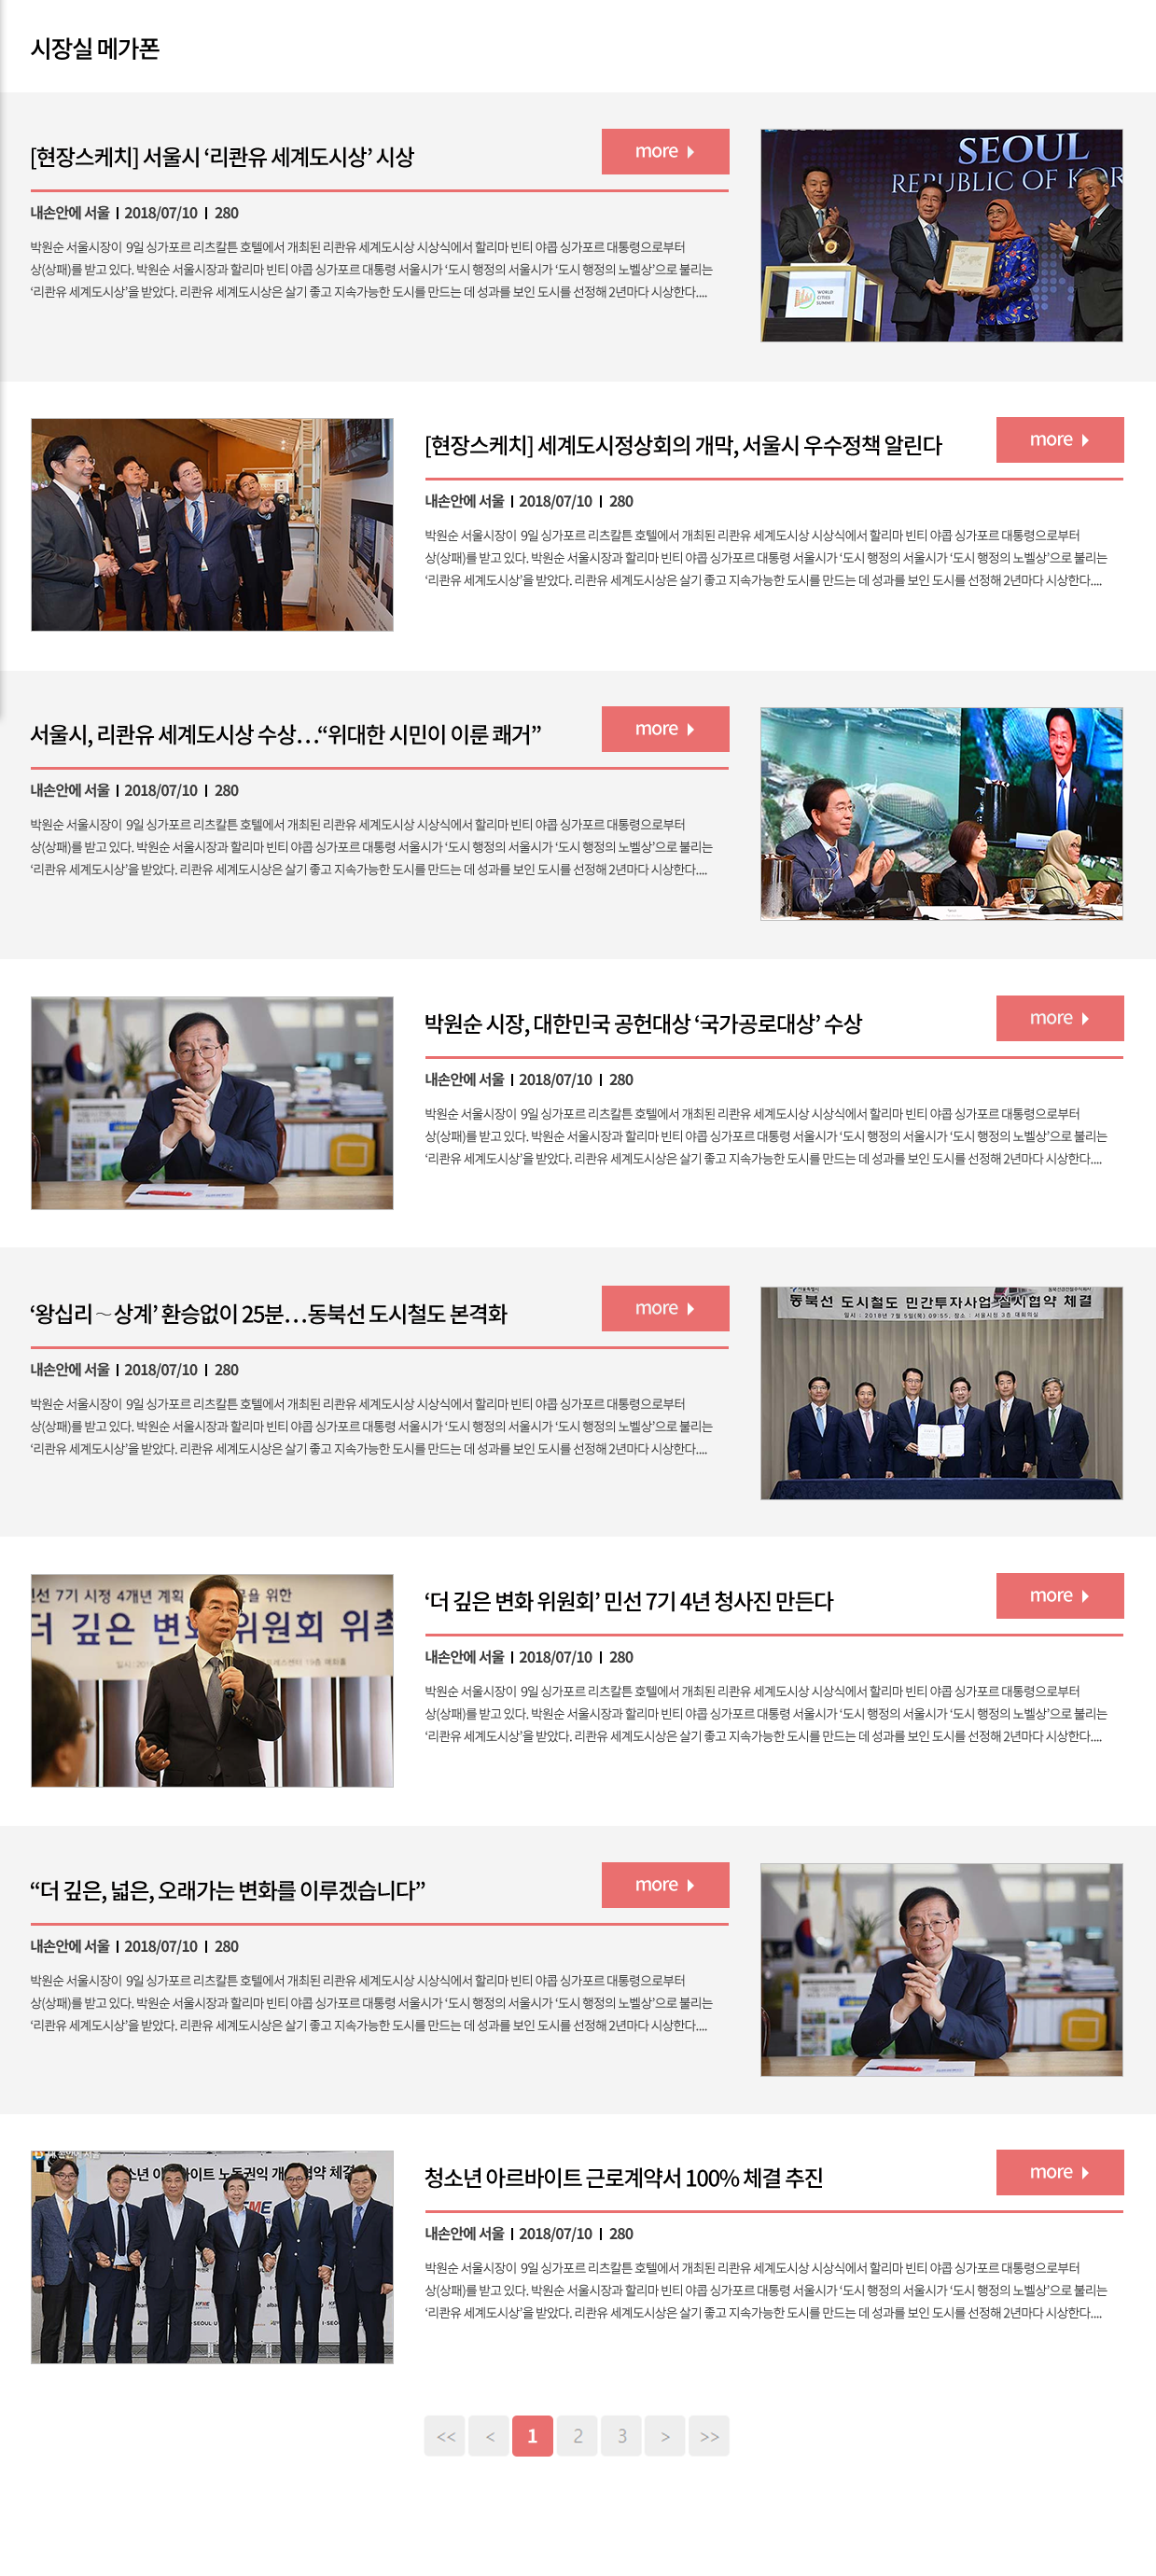 시장실 메가폰
[현장스케치] 서울시 ‘리콴유 세계도시상’ 시상
more
내손안에 서울 | 2018/07/10 | 280
박원순 서울시장이 9일 싱가포르 리츠칼튼 호텔에서 개최된 리콴유 세계도시상 시상식에서 할리마 빈티 야콥 싱가포르 대통령으로부터
상(상패)를 받고 있다. 박원순 서울시장과 할리마 빈티 야콥 싱가포르 대통령 서울시가 ‘도시 행정의 서울시가 ‘도시 행정의 노벨상’으로 불리는
‘리콴유 세계도시상’을 받았다. 리콴유 세계도시상은 살기 좋고 지속가능한 도시를 만드는 데 성과를 보인 도시를 선정해 2년마다 시상한다....
SEOUL
REPUBLIC OF KOR
WORLD
CITIES
SUMMIT
[현장스케치] 세계도시정상회의 개막, 서울시 우수정책 알린다
more
내손안에 서울 | 2018/07/10 | 280
박원순 서울시장이 9일 싱가포르 리츠칼튼 호텔에서 개최된 리콴유 세계도시상 시상식에서 할리마 빈티 야콥 싱가포르 대통령으로부터
상(상패)를 받고 있다. 박원순 서울시장과 할리마 빈티 야콥 싱가포르 대통령 서울시가 ‘도시 행정의 서울시가 ‘도시 행정의 노벨상’으로 불리는
‘리콴유 세계도시상’을 받았다. 리콴유 세계도시상은 살기 좋고 지속가능한 도시를 만드는 데 성과를 보인 도시를 선정해 2년마다 시상한다....
서울시, 리콴유 세계도시상 수상…“위대한 시민이 이룬 쾌거”
more
내손안에 서울 | 2018/07/10 | 280
박원순 서울시장이 9일 싱가포르 리츠칼튼 호텔에서 개최된 리콴유 세계도시상 시상식에서 할리마 빈티 야콥 싱가포르 대통령으로부터
상(상패)를 받고 있다. 박원순 서울시장과 할리마 빈티 야콥 싱가포르 대통령 서울시가 ‘도시 행정의 서울시가 ‘도시 행정의 노벨상’으로 불리는
‘리콴유 세계도시상’을 받았다. 리콴유 세계도시상은 살기 좋고 지속가능한 도시를 만드는 데 성과를 보인 도시를 선정해 2년마다 시상한다....
박원순 시장, 대한민국 공헌대상 ‘국가공로대상’ 수상
more
내손안에 서울 | 2018/07/10 | 280
박원순 서울시장이 9일 싱가포르 리츠칼튼 호텔에서 개최된 리콴유 세계도시상 시상식에서 할리마 빈티 야콥 싱가포르 대통령으로부터
상(상패)를 받고 있다. 박원순 서울시장과 할리마 빈티 야콥 싱가포르 대통령 서울시가 ‘도시 행정의 서울시가 ‘도시 행정의 노벨상’으로 불리는
‘리콴유 세계도시상’을 받았다. 리콴유 세계도시상은 살기 좋고 지속가능한 도시를 만드는 데 성과를 보인 도시를 선정해 2년마다 시상한다....
‘왕십리～상계’ 환승없이 25분…동북선 도시철도 본격화
more
내손안에 서울 | 2018/07/10 | 280
박원순 서울시장이 9일 싱가포르 리츠칼튼 호텔에서 개최된 리콴유 세계도시상 시상식에서 할리마 빈티 야콥 싱가포르 대통령으로부터
상(상패)를 받고 있다. 박원순 서울시장과 할리마 빈티 야콥 싱가포르 대통령 서울시가 ‘도시 행정의 서울시가 ‘도시 행정의 노벨상’으로 불리는
‘리콴유 세계도시상’을 받았다. 리콴유 세계도시상은 살기 좋고 지속가능한 도시를 만드는 데 성과를 보인 도시를 선정해 2년마다 시상한다....
동북선 도시철도 민간투자사업 실시협약 체결
일시 : 2018년 7월 5일(목) 09:55, 장소 : 서울시청 3층 대회의실
‘더 깊은 변화 위원회’ 민선 7기 4년 청사진 만든다
more
내손안에 서울 | 2018/07/10 | 280
박원순 서울시장이 9일 싱가포르 리츠칼튼 호텔에서 개최된 리콴유 세계도시상 시상식에서 할리마 빈티 야콥 싱가포르 대통령으로부터
상(상패)를 받고 있다. 박원순 서울시장과 할리마 빈티 야콥 싱가포르 대통령 서울시가 ‘도시 행정의 서울시가 ‘도시 행정의 노벨상’으로 불리는
‘리콴유 세계도시상’을 받았다. 리콴유 세계도시상은 살기 좋고 지속가능한 도시를 만드는 데 성과를 보인 도시를 선정해 2년마다 시상한다....
민선 7기 시정 4개년 계획 위한
더 깊은 변화 위원회 위촉
“더 깊은, 넓은, 오래가는 변화를 이루겠습니다”
more
내손안에 서울 | 2018/07/10 | 280
박원순 서울시장이 9일 싱가포르 리츠칼튼 호텔에서 개최된 리콴유 세계도시상 시상식에서 할리마 빈티 야콥 싱가포르 대통령으로부터
상(상패)를 받고 있다. 박원순 서울시장과 할리마 빈티 야콥 싱가포르 대통령 서울시가 ‘도시 행정의 서울시가 ‘도시 행정의 노벨상’으로 불리는
‘리콴유 세계도시상’을 받았다. 리콴유 세계도시상은 살기 좋고 지속가능한 도시를 만드는 데 성과를 보인 도시를 선정해 2년마다 시상한다....
청소년 아르바이트 근로계약서 100% 체결 추진
more
내손안에 서울 | 2018/07/10 | 280
박원순 서울시장이 9일 싱가포르 리츠칼튼 호텔에서 개최된 리콴유 세계도시상 시상식에서 할리마 빈티 야콥 싱가포르 대통령으로부터
상(상패)를 받고 있다. 박원순 서울시장과 할리마 빈티 야콥 싱가포르 대통령 서울시가 ‘도시 행정의 서울시가 ‘도시 행정의 노벨상’으로 불리는
‘리콴유 세계도시상’을 받았다. 리콴유 세계도시상은 살기 좋고 지속가능한 도시를 만드는 데 성과를 보인 도시를 선정해 2년마다 시상한다....
<< < 1 2 3 > >>